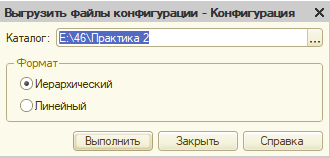 Выгрузить файлы конфигурации - Конфигурация
Каталог: E:\46\Практика 2 ...
Формат
Иерархический
Линейный
Выполнить Закрыть Справка